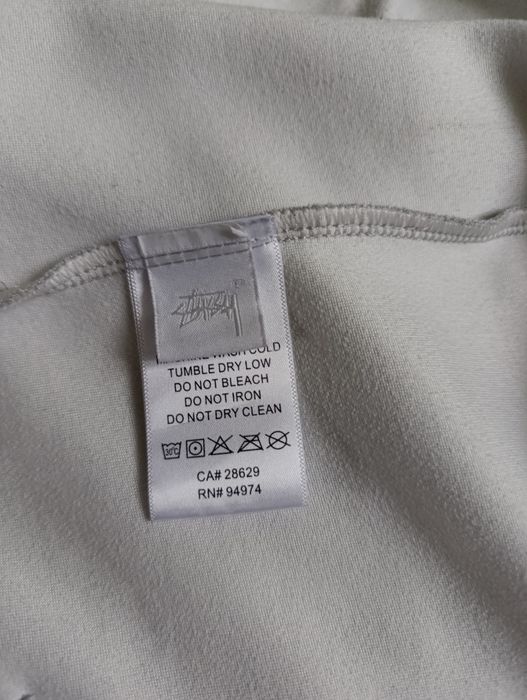 WASH COLD
TUMBLE DRY LOW
DO NOT BLEACH
DO NOT IRON
DO NOT DRY CLEAN
30°C
CA# 28629
RN# 94974